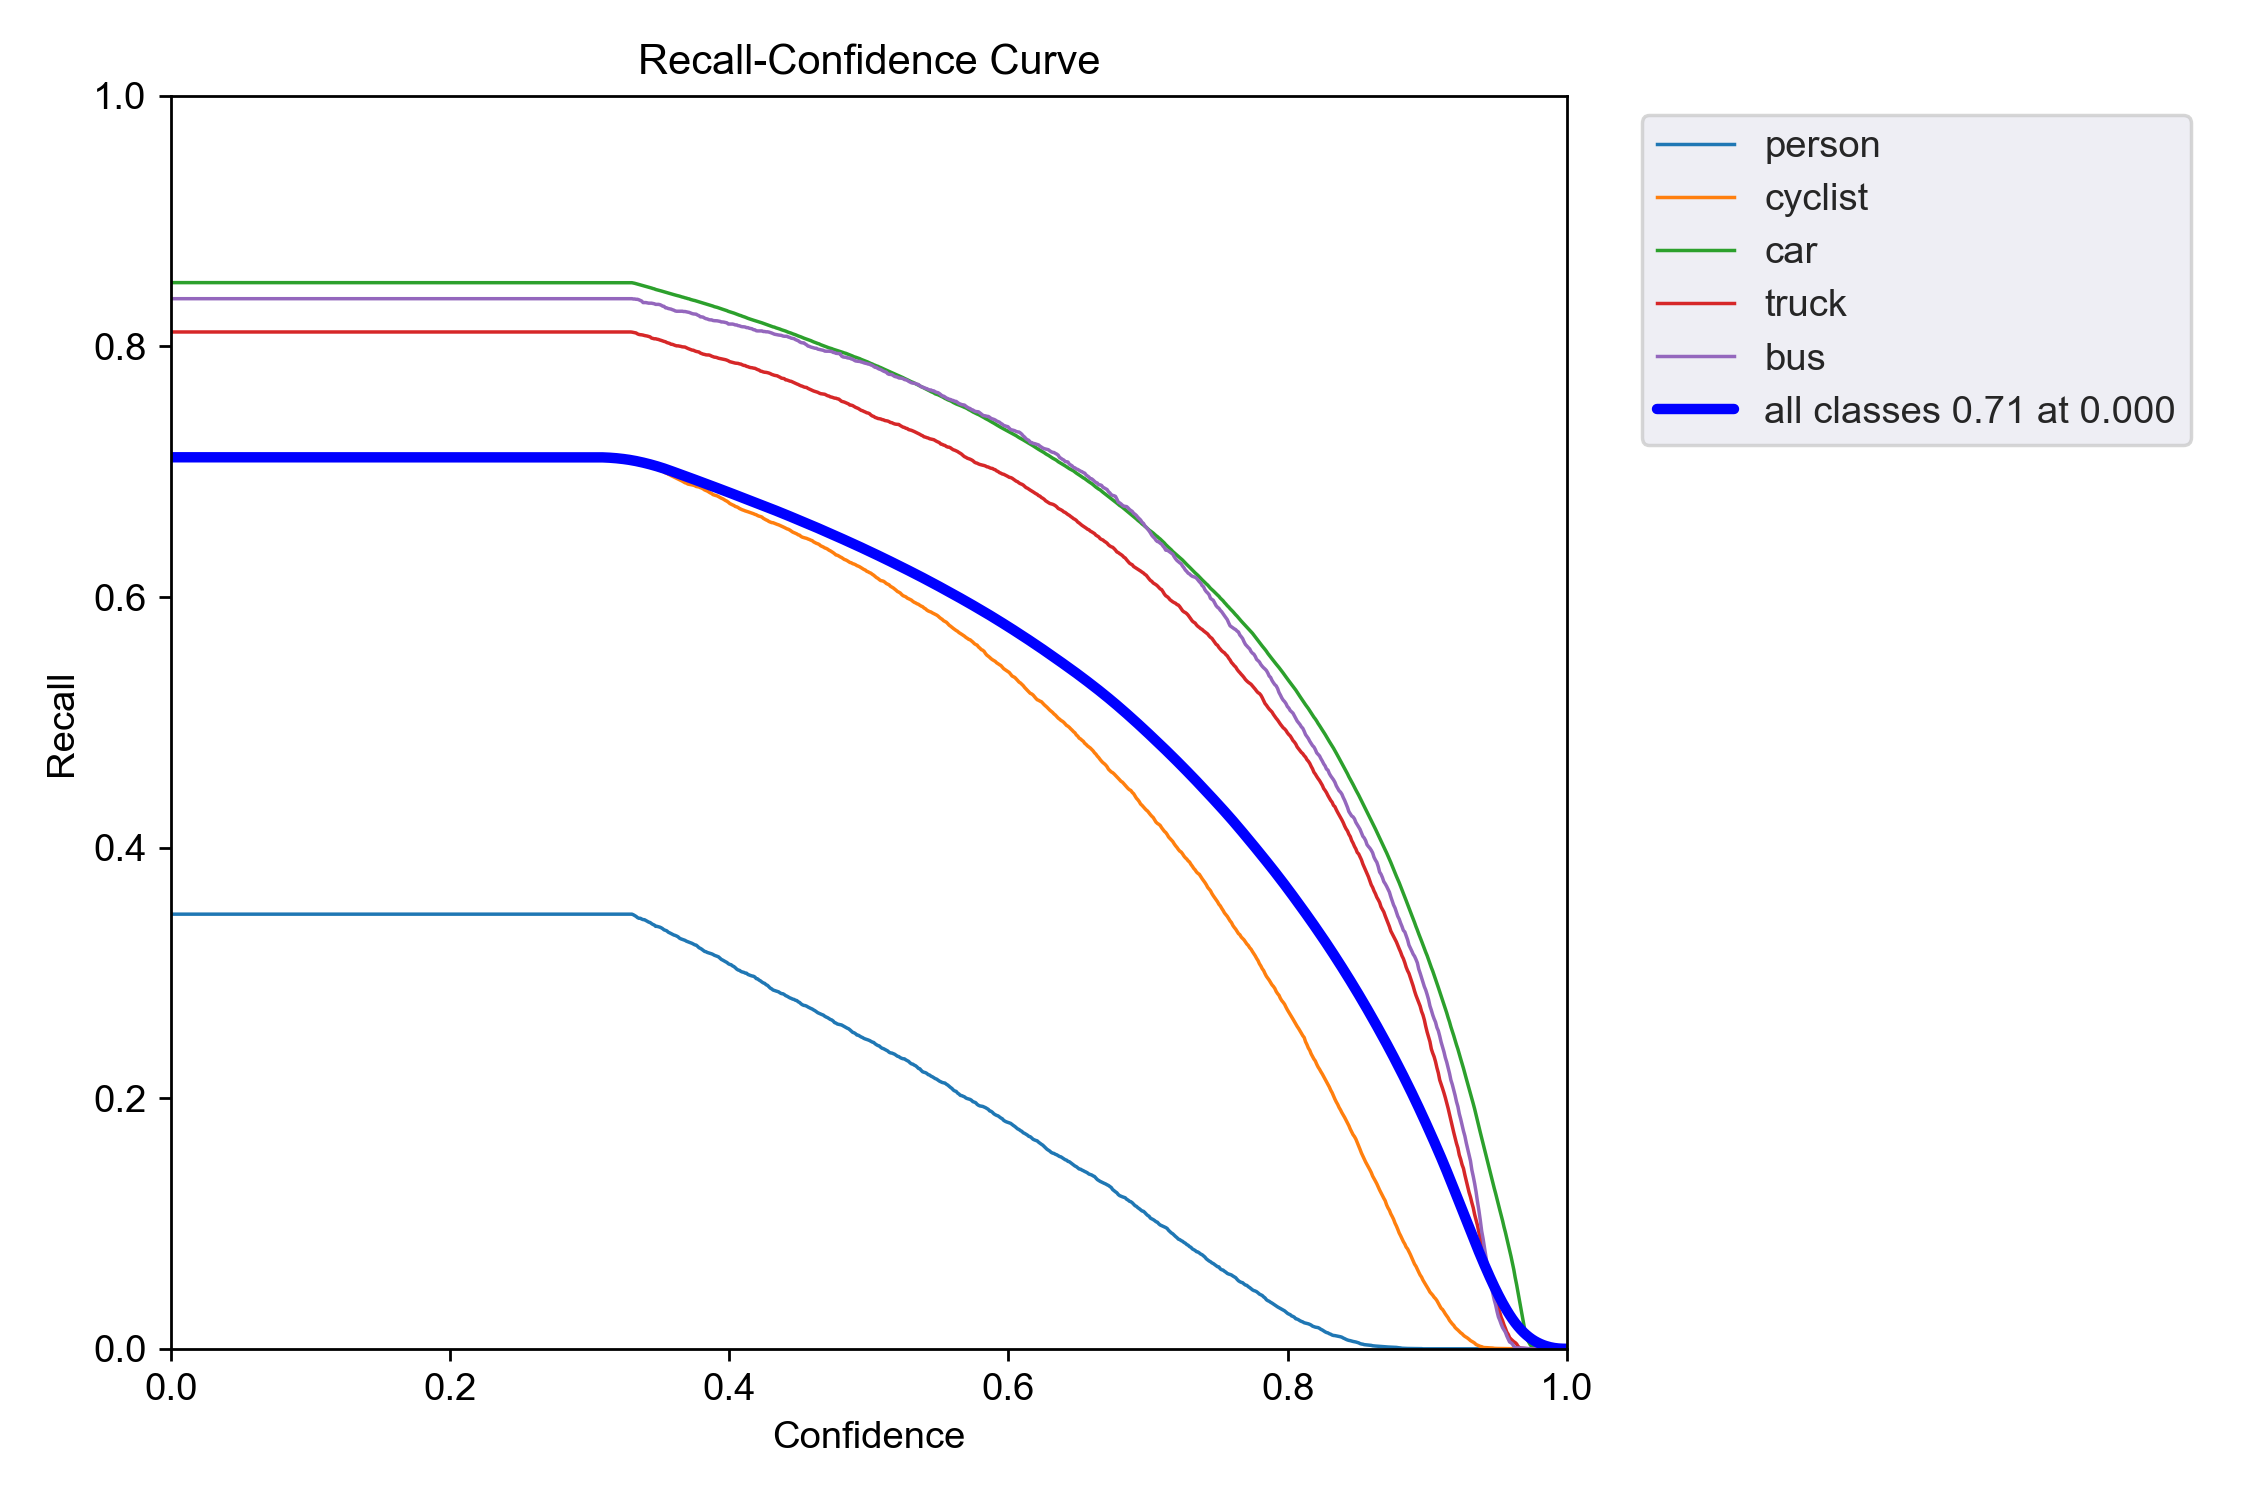 Recall-Confidence Curve
1.0
0.8
0.6
0.4
0.2
0.0
Recall
0.0 0.2 0.4 0.6 0.8 1.0
Confidence
person
cyclist
car
truck
bus
all classes 0.71 at 0.000